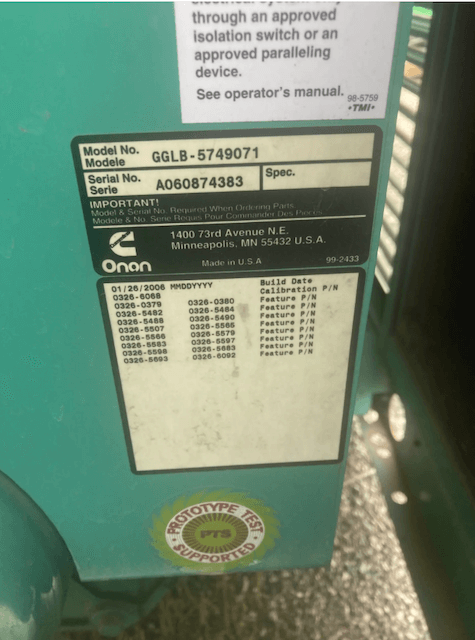 through an approved
isolation switch or an
approved paralleling
device.
See operator's manual.
98-5759
•TMI•
Model No.
Modele
GGLB-5749071
Serial No.
Serie
A060874383
Spec.
IMPORTANT!
Model & Serial No. Required When Ordering Parts
Modele & No. Serie Requis Pour Commander Des Pieces
1400 73rd Avenue N.E.
Minneapolis, MN 55432 U.S.A.
Onan
Made in U.S.A
99-2433
01/26/2006 MMDDYYYY Build Date
0326-6068 Calibration P/N
0326-0379 0326-0380 Feature P/N
0326-5482 0326-5484 Feature P/N
0326-5488 0326-5490 Feature P/N
0326-5507 0326-5565 Feature P/N
0326-5566 0326-5579 Feature P/N
0326-5583 0326-5597 Feature P/N
0326-5598 0326-5683 Feature P/N
0326-5693 0326-6092 Feature P/N
PROTOTYPE TEST
PTS
SUPPORTED